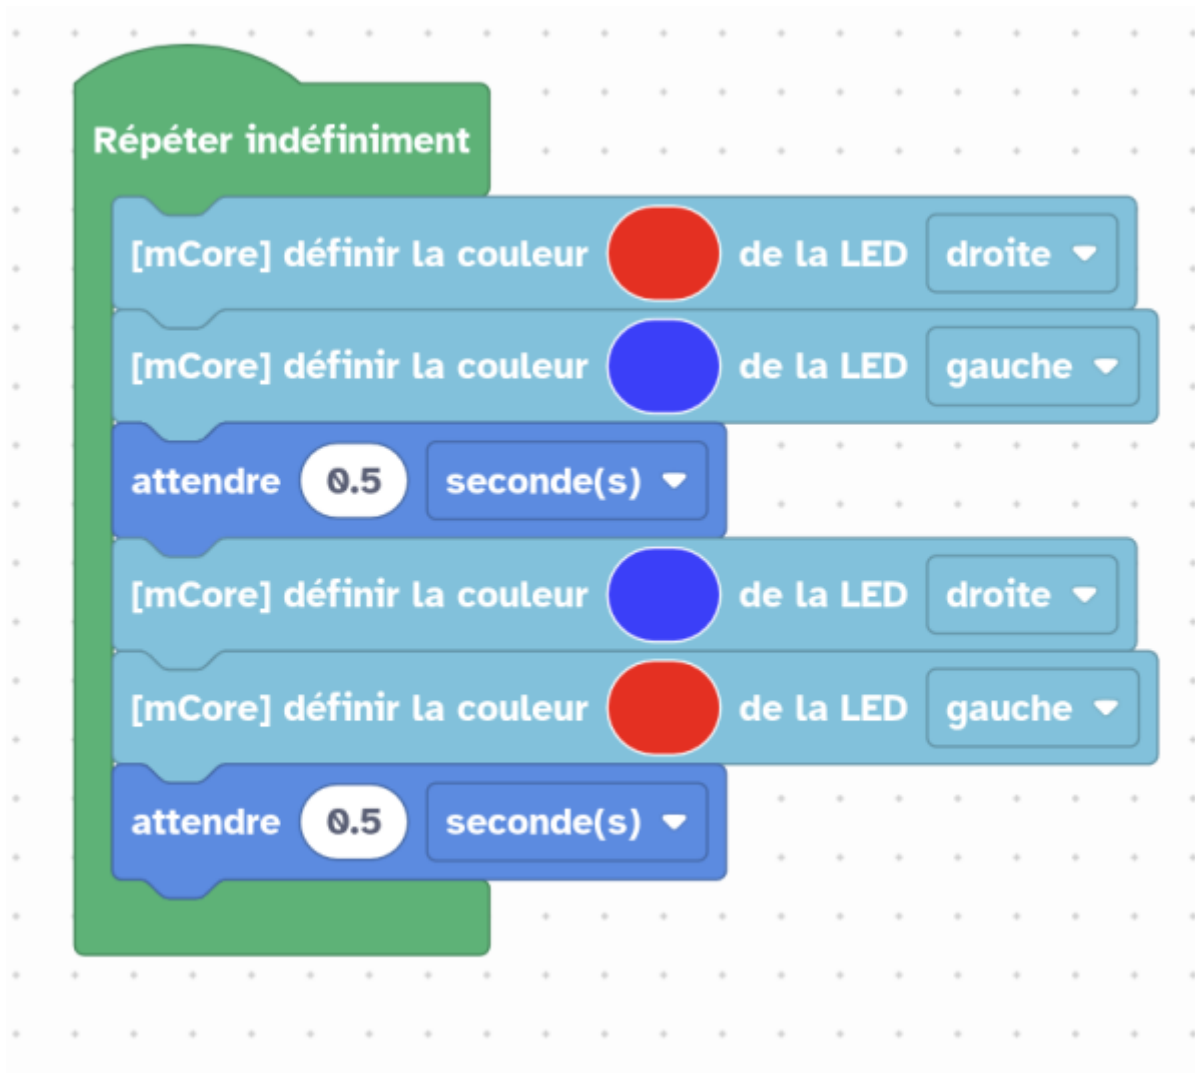 Répéter indéfiniment
[mCore] définir la couleur de la LED droite
[mCore] définir la couleur de la LED gauche
attendre 0.5 seconde(s)
[mCore] définir la couleur de la LED droite
[mCore] définir la couleur de la LED gauche
attendre 0.5 seconde(s)